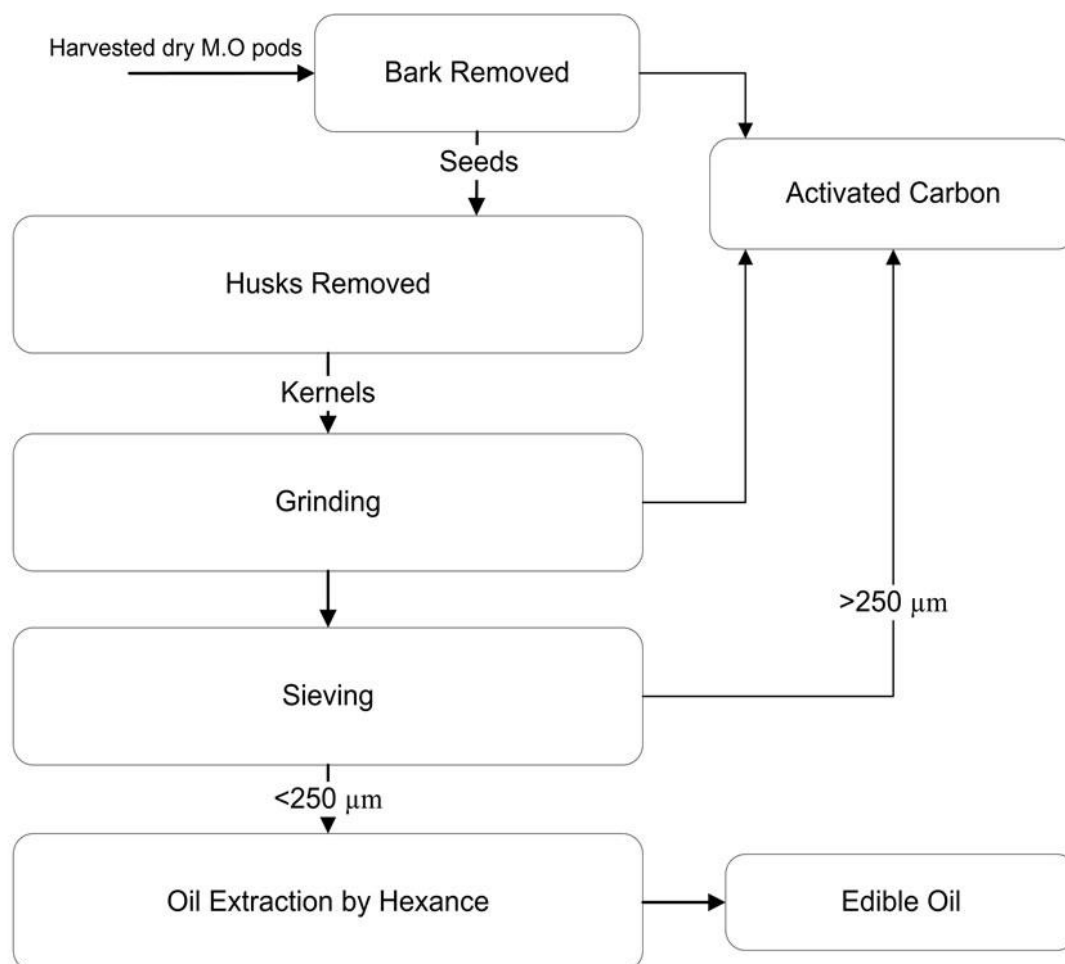 Harvested dry M.O pods
Bark Removed
Seeds
Activated Carbon
Husks Removed
Kernels
Grinding
>250 µm
Sieving
<250 µm
Oil Extraction by Hexance
Edible Oil